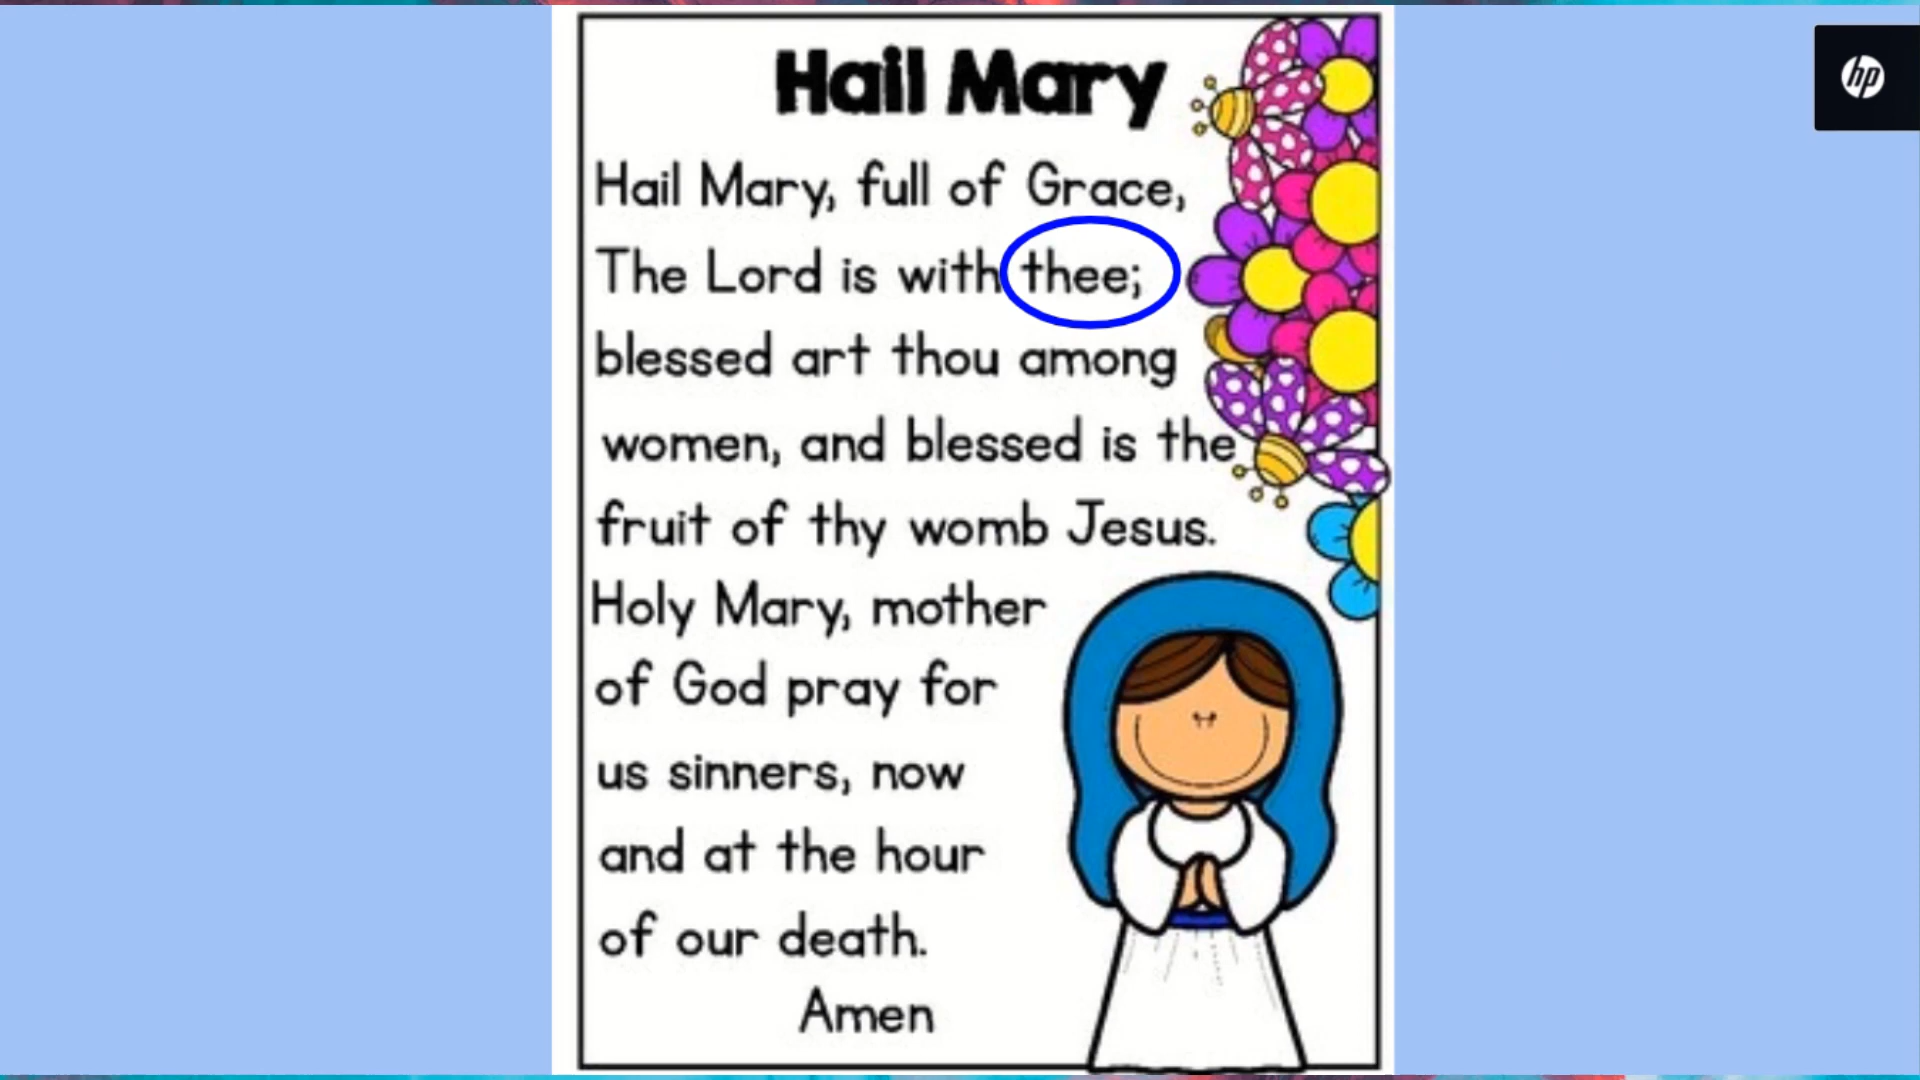 Hail Mary
Hail Mary, full of Grace,
The Lord is with thee;
blessed art thou among
women, and blessed is the
fruit of thy womb Jesus.
Holy Mary, mother
of God pray for
us sinners, now
and at the hour
of our death.
Amen
hp